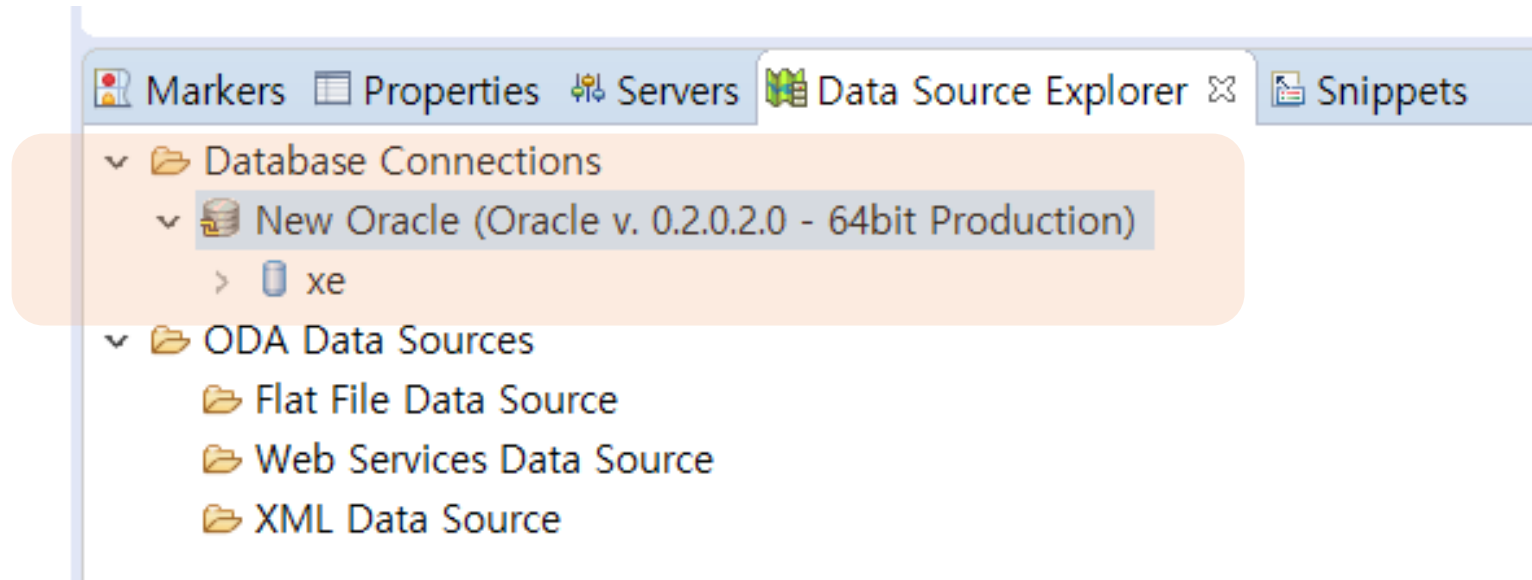 Markers Properties Servers Data Source Explorer Snippets
Database Connections
New Oracle (Oracle v. 0.2.0.2.0 - 64bit Production)
xe
ODA Data Sources
Flat File Data Source
Web Services Data Source
XML Data Source